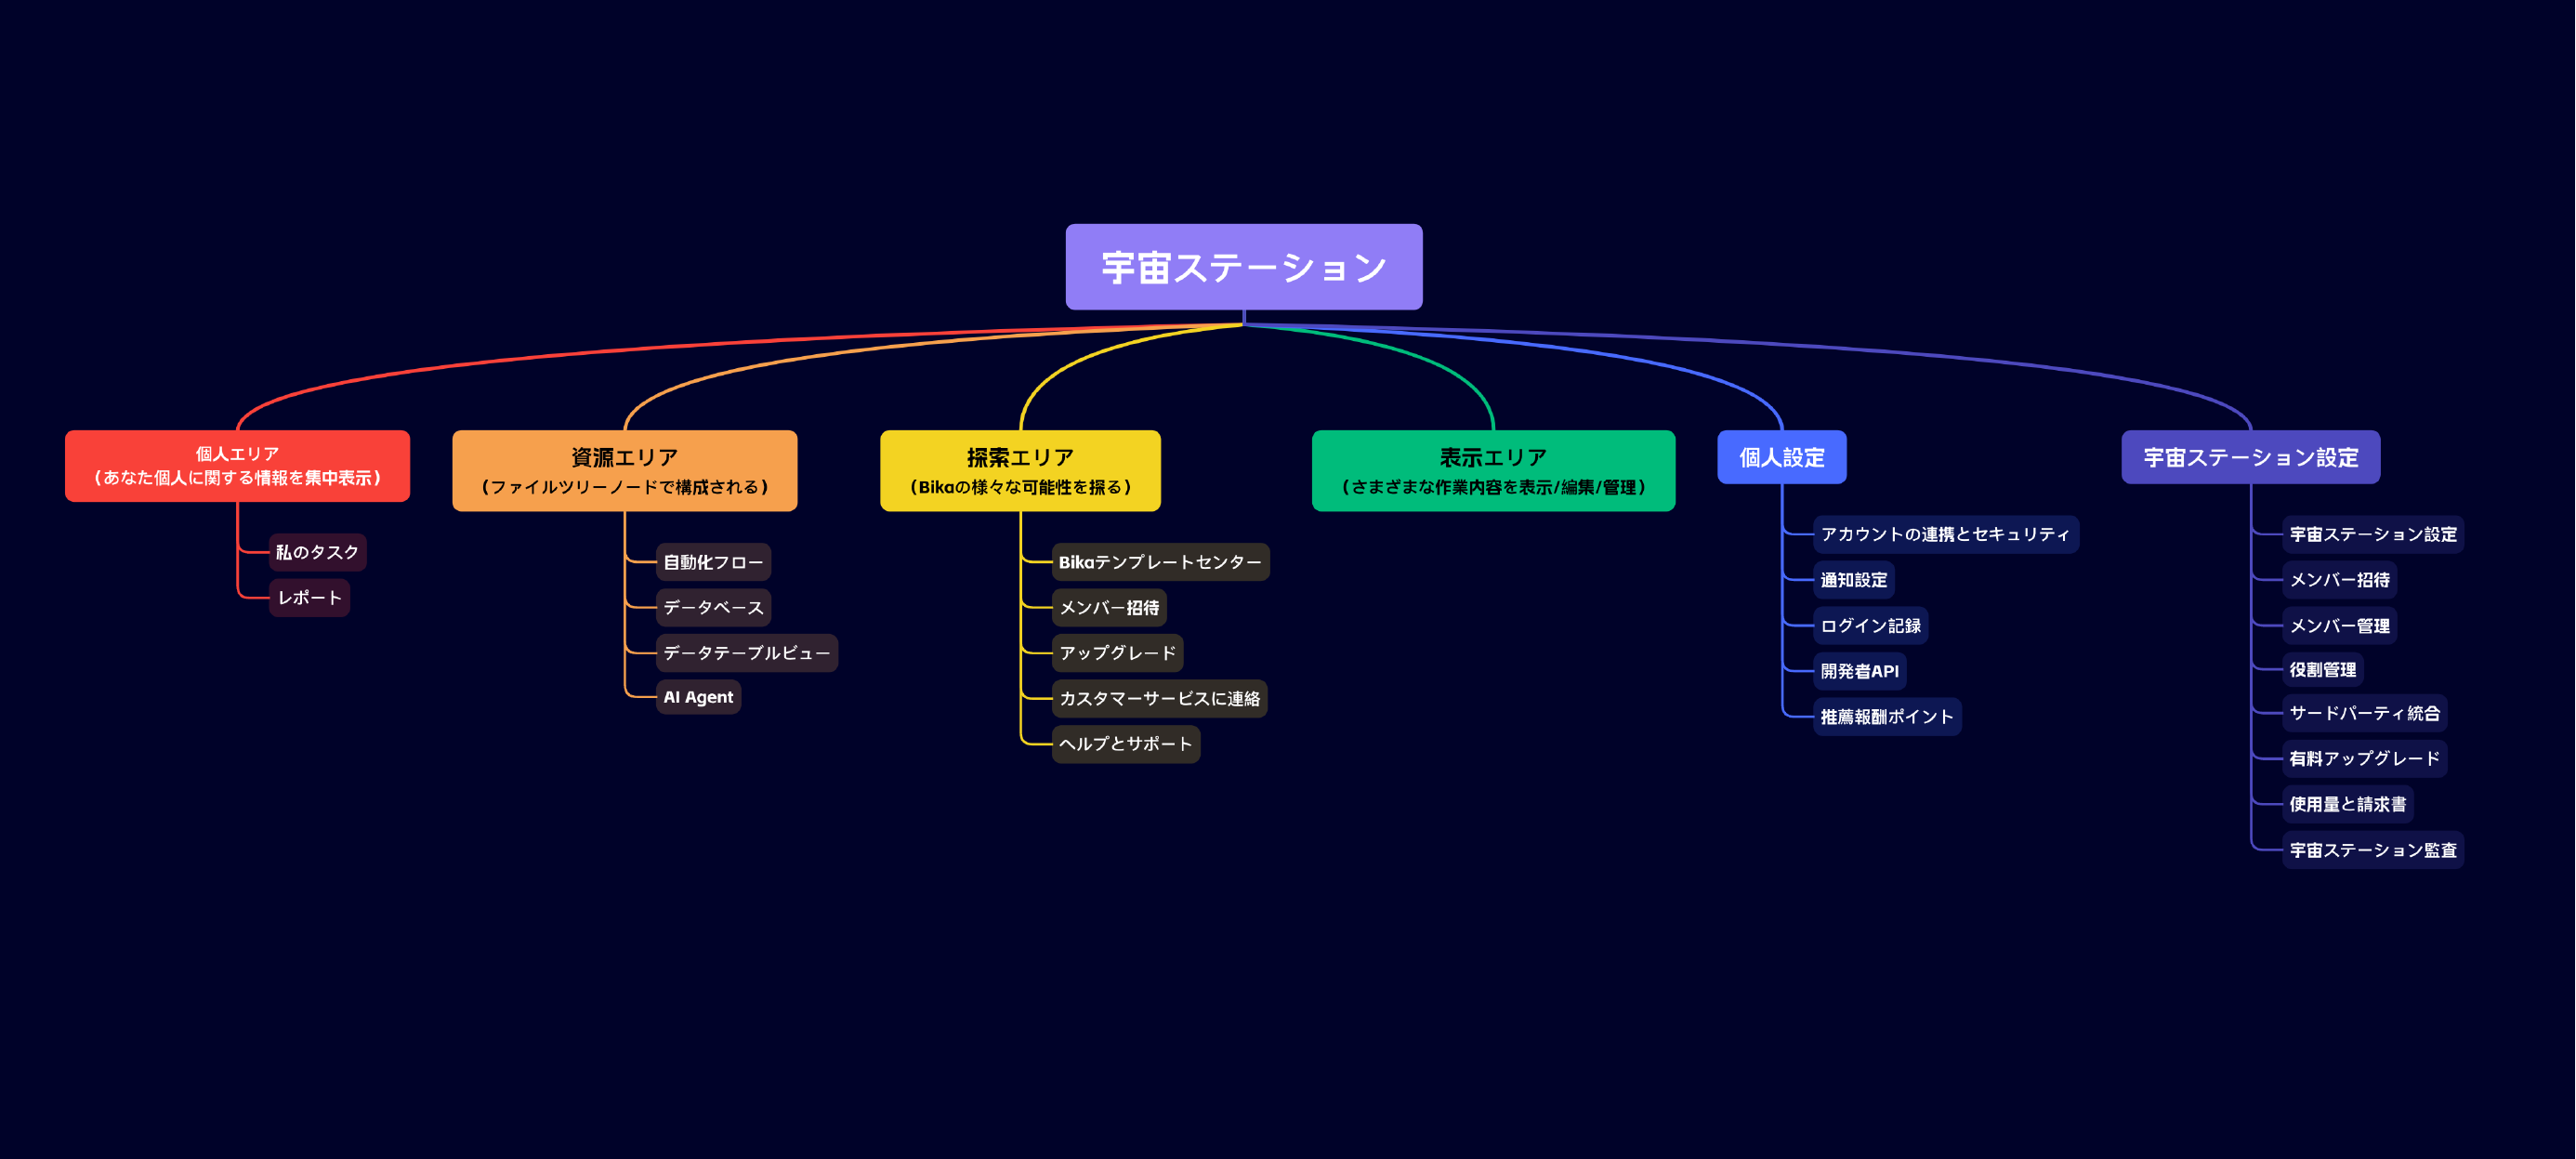 宇宙ステーション
個人エリア
（あなた個人に関する情報を集中表示）
私のタスク
レポート
資源エリア
（ファイルツリーノードで構成される）
自動化フロー
データベース
データテーブルビュー
AI Agent
探索エリア
（Bikaの様々な可能性を探る）
Bikaテンプレートセンター
メンバー招待
アップグレード
カスタマーサービスに連絡
ヘルプとサポート
表示エリア
（さまざまな作業内容を表示/編集/管理）
個人設定
アカウントの連携とセキュリティ
通知設定
ログイン記録
開発者API
推薦報酬ポイント
宇宙ステーション設定
宇宙ステーション設定
メンバー招待
メンバー管理
役割管理
サードパーティ統合
有料アップグレード
使用量と請求書
宇宙ステーション監査